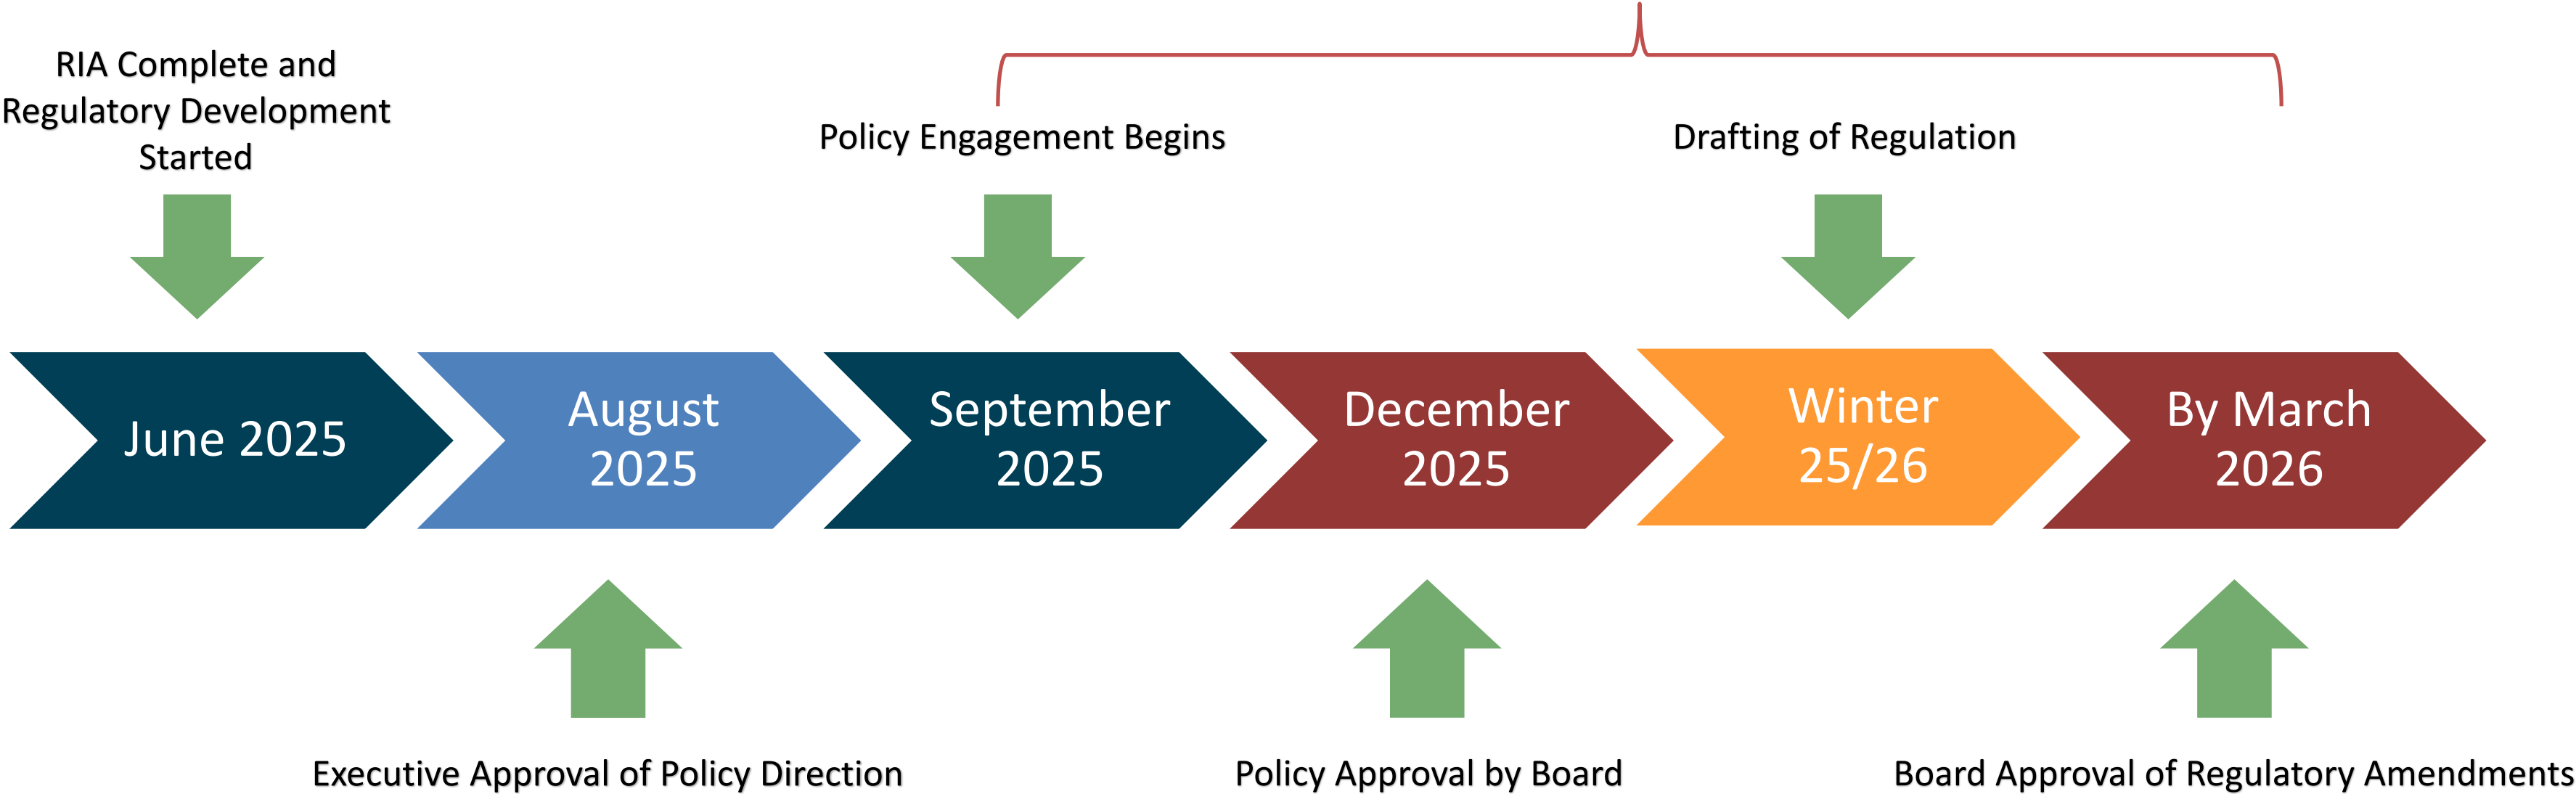 RIA Complete and
Regulatory Development
Started
Policy Engagement Begins
Drafting of Regulation
June 2025
August
2025
September
2025
December
2025
Winter
25/26
By March
2026
Executive Approval of Policy Direction
Policy Approval by Board
Board Approval of Regulatory Amendments